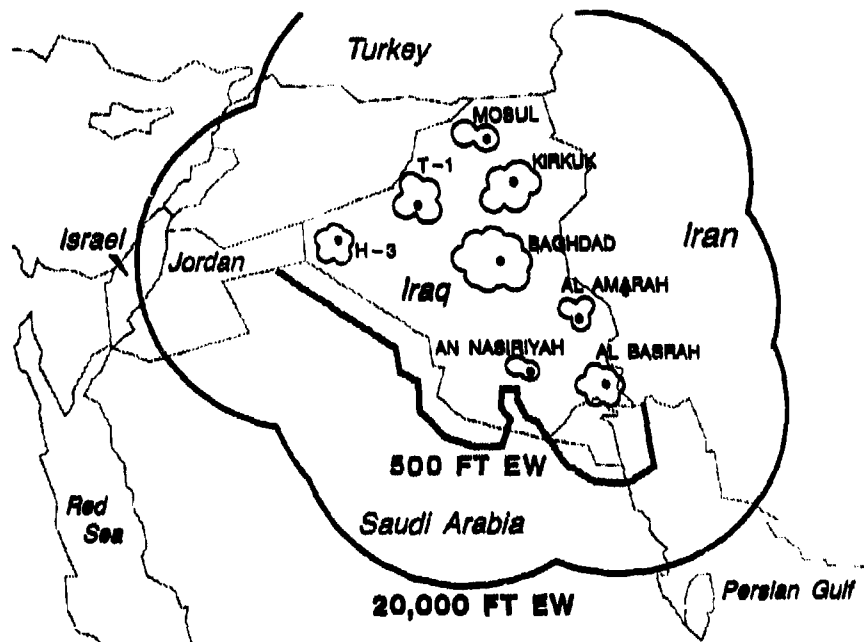 Turkey
MOSUL
T-1
KIRKUK
Israel
Jordan
H-3
BAGHDAD
Iran
Iraq
AL AMARAH
AN NASIRIYAH
AL BASRAH
500 FT EW
Red
Sea
Saudi Arabia
20,000 FT EW
Persian Gulf